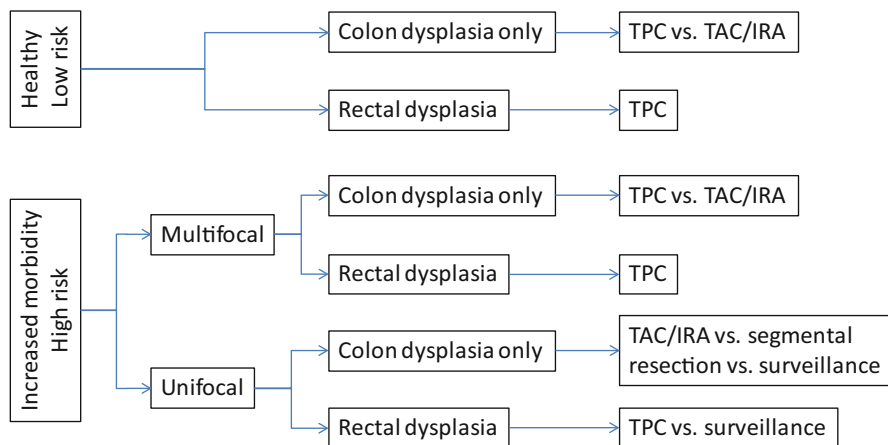 Healthy
Low risk
Colon dysplasia only
TPC vs. TAC/IRA
Rectal dysplasia
TPC
Increased morbidity
High risk
Multifocal
Colon dysplasia only
TPC vs. TAC/IRA
Rectal dysplasia
TPC
Unifocal
Colon dysplasia only
TAC/IRA vs. segmental
resection vs. surveillance
Rectal dysplasia
TPC vs. surveillance